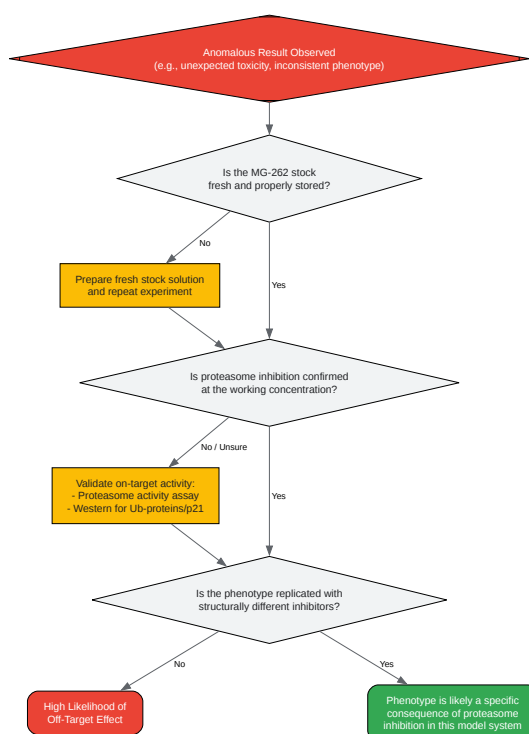 Anomalous Result Observed
(e.g., unexpected toxicity, inconsistent phenotype)
Is the MG-262 stock
fresh and properly stored?
No
Prepare fresh stock solution
and repeat experiment
Yes
Is proteasome inhibition confirmed
at the working concentration?
No / Unsure
Validate on-target activity:
- Proteasome activity assay
- Western for Ub-proteins/p21
Yes
Is the phenotype replicated with
structurally different inhibitors?
No
Yes
High Likelihood of
Off-Target Effect
Phenotype is likely a specific
consequence of proteasome
inhibition in this model system